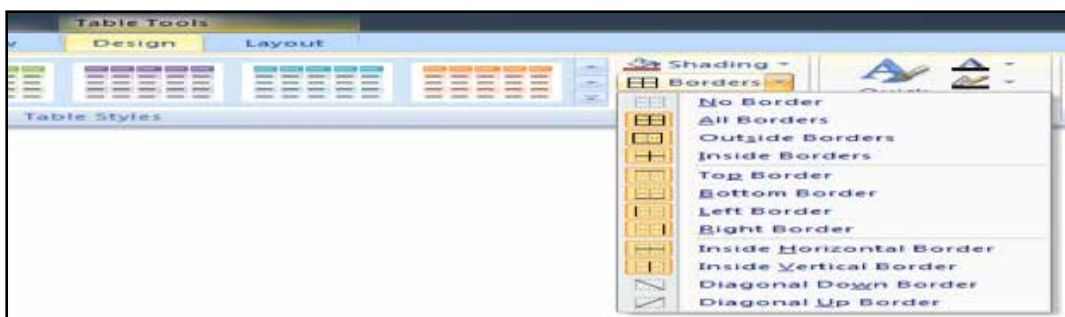 Table Tools
Design Layout
Shading
Borders
Table Styles
No Border
All Borders
Outside Borders
Inside Borders
Top Border
Bottom Border
Left Border
Right Border
Inside Horizontal Border
Inside Vertical Border
Diagonal Down Border
Diagonal Up Border